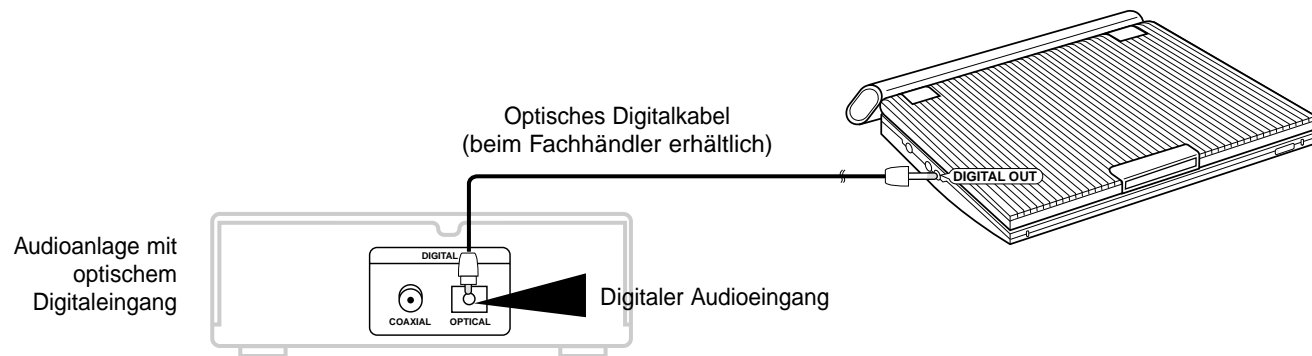 Optisches Digitalkabel
(beim Fachhändler erhältlich)
DIGITAL OUT
Audioanlage mit
optischem
Digitaleingang
DIGITAL
COAXIAL
OPTICAL
Digitaler Audioeingang